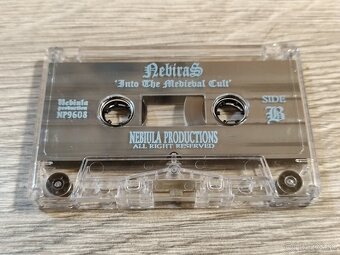 NebiraS
'Into The Medieval Cult'
Nebiula
production
NP9608
SIDE
B
NEBIULA PRODUCTIONS
ALL RIGHT RESERVED